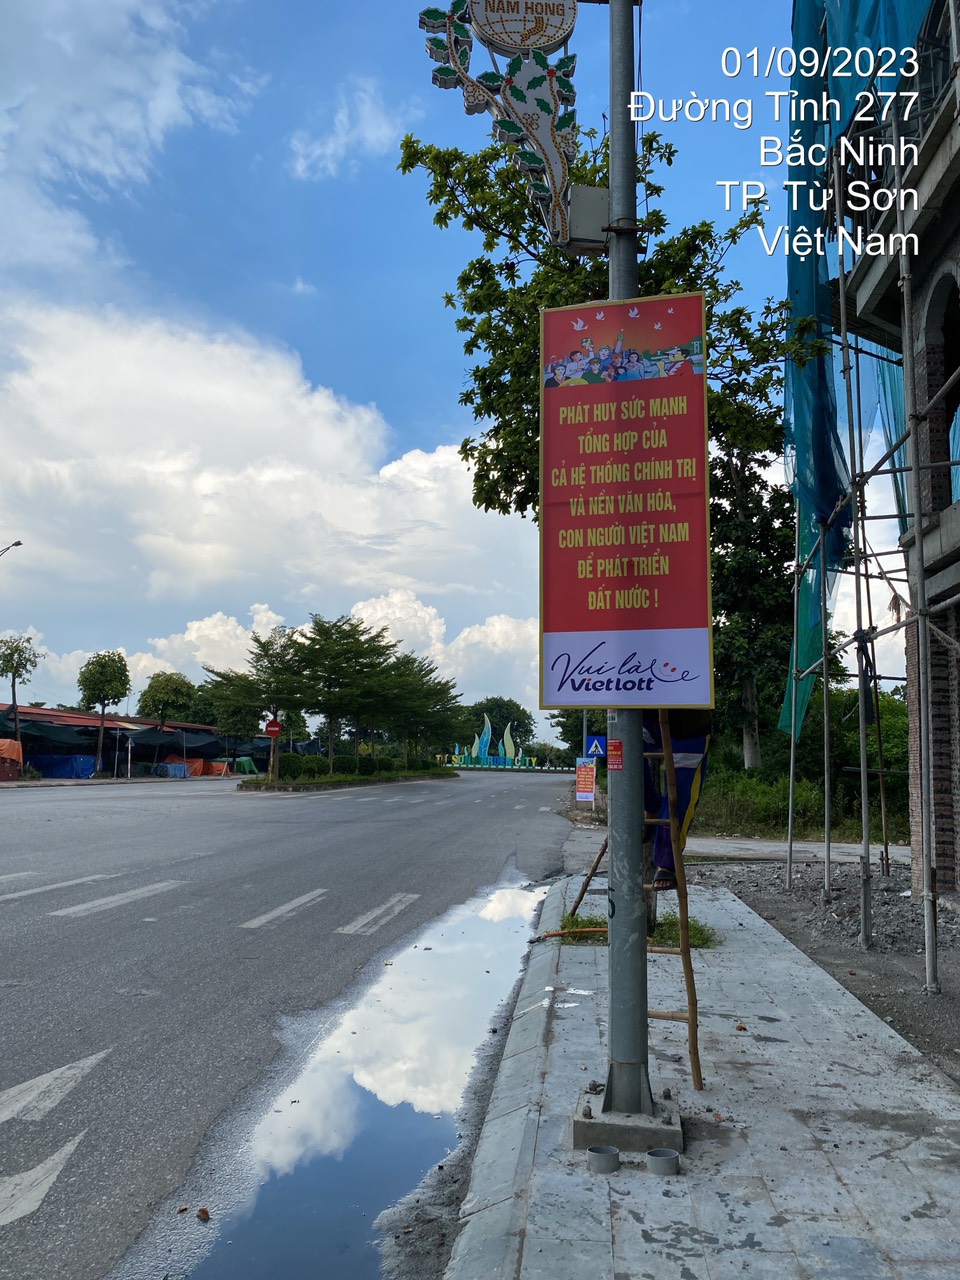 NAM HỒNG
01/09/2023
Đường Tỉnh 277
Bắc Ninh
TP. Từ Sơn
Việt Nam
PHÁT HUY SỨC MẠNH
TỔNG HỢP CỦA
CẢ HỆ THỐNG CHÍNH TRỊ
VÀ NỀN VĂN HÓA,
CON NGƯỜI VIỆT NAM
ĐỂ PHÁT TRIỂN
ĐẤT NƯỚC !
Vui là
Vietlott
CITY